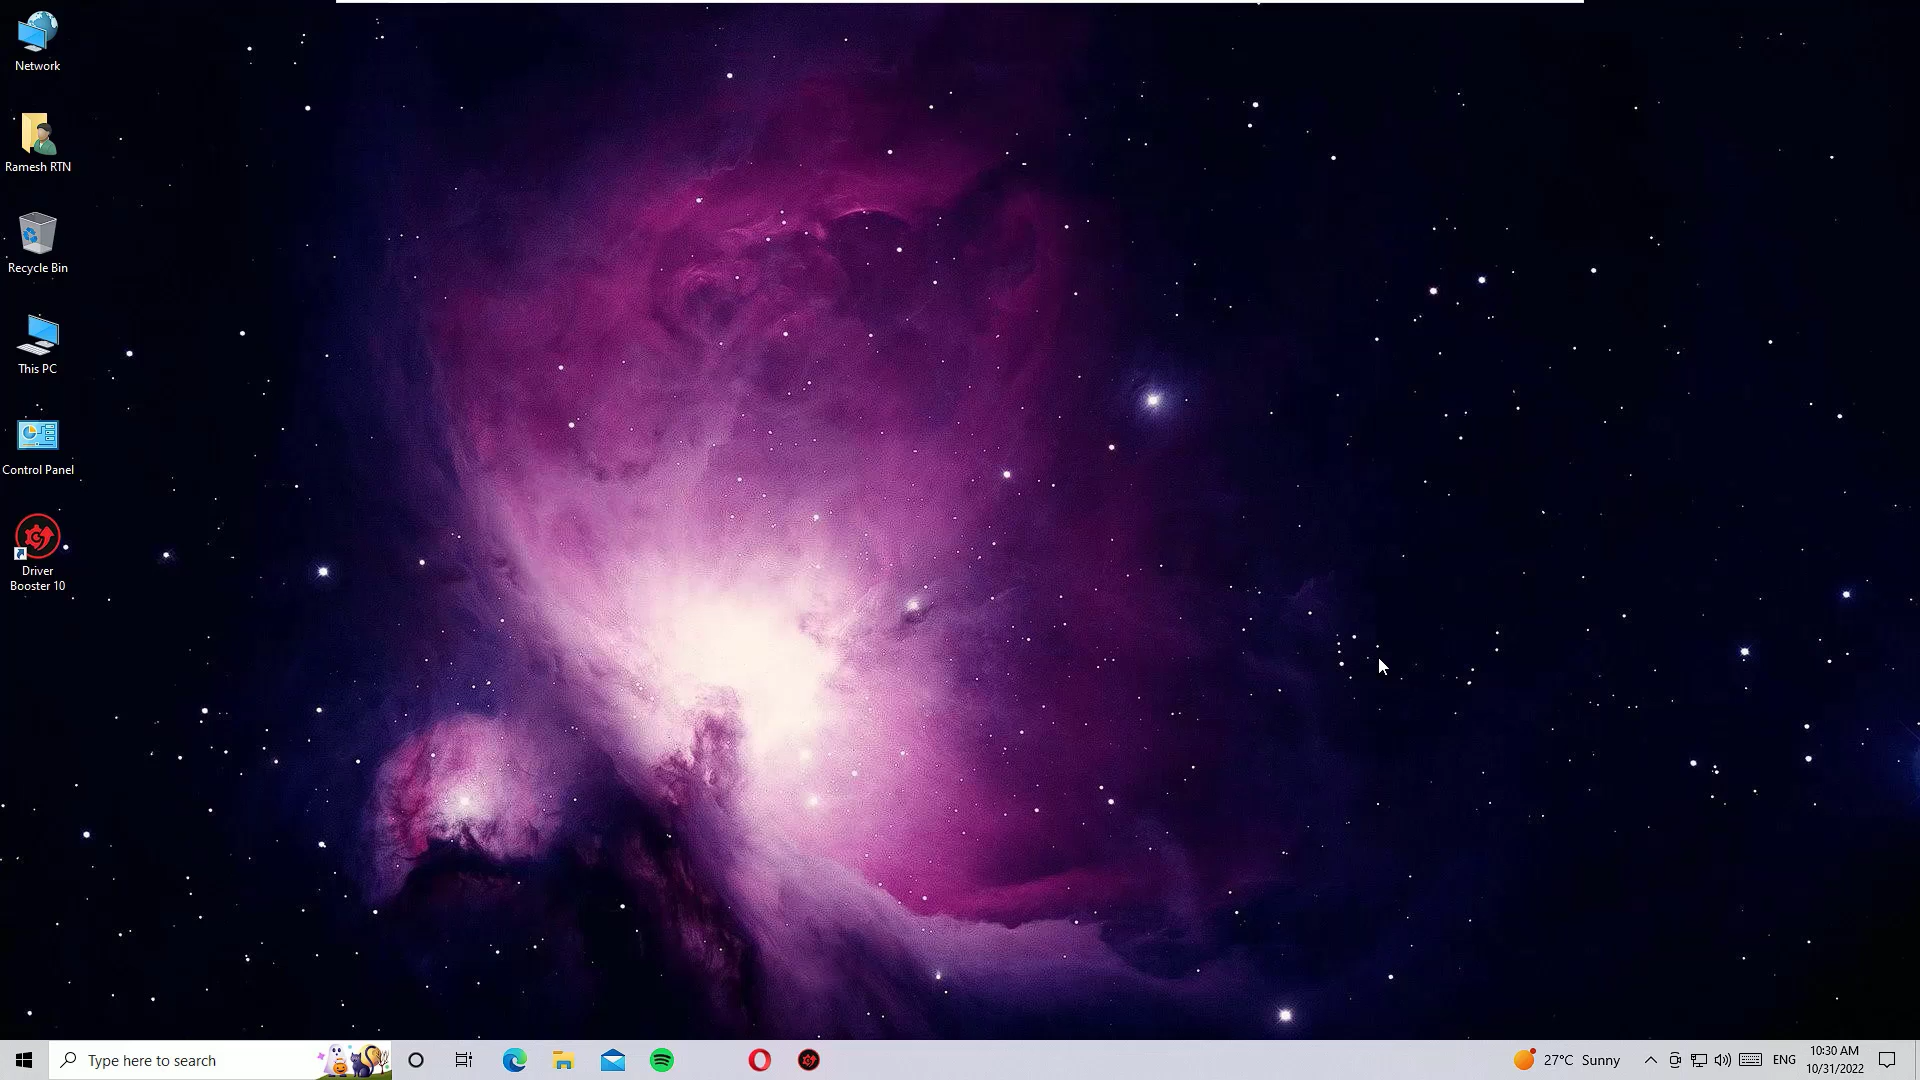 Network
Ramesh RTN
Recycle Bin
This PC
Control Panel
Driver
Booster 10
Type here to search
27°C Sunny
ENG
10:30 AM
10/31/2022